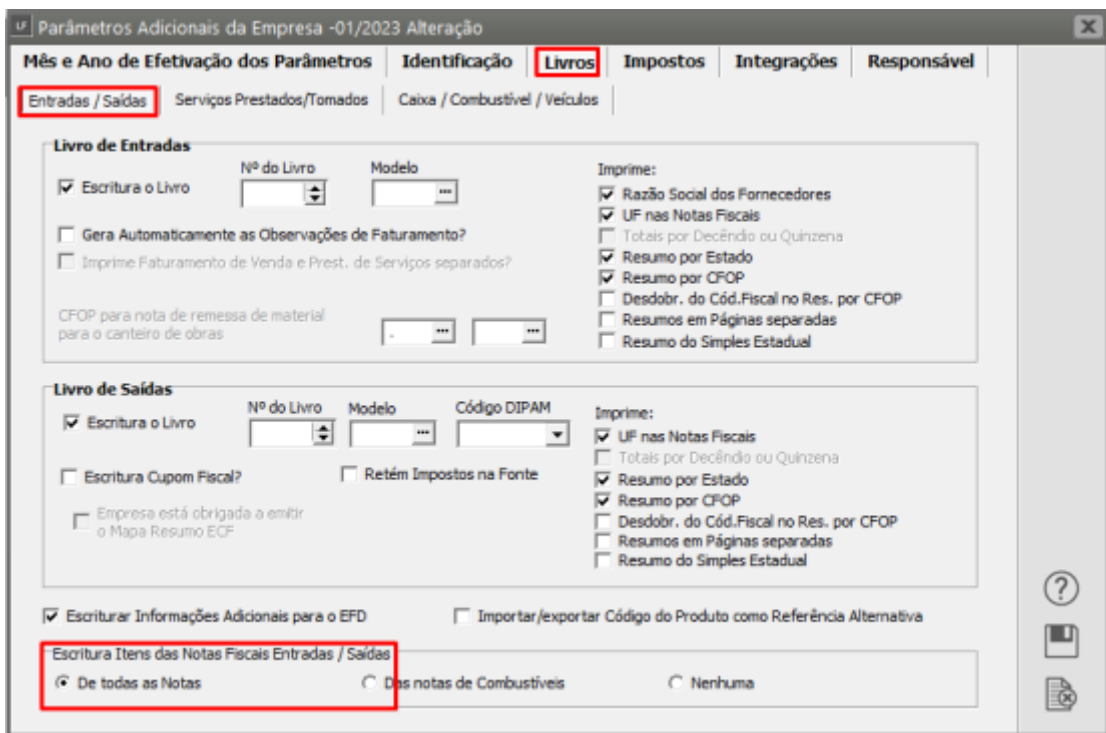 LF Parâmetros Adicionais da Empresa -01/2023 Alteração
Mês e Ano de Efetivação dos Parâmetros Identificação Livros Impostos Integrações Responsável
Entradas / Saídas Serviços Prestados/Tomados Caixa / Combustível / Veículos
Livro de Entradas
Nº do Livro Modelo Imprime:
Escritura o Livro ... Razão Social dos Fornecedores
UF nas Notas Fiscais
Gera Automaticamente as Observações de Faturamento? Totais por Decêndio ou Quinzena
Imprime Faturamento de Venda e Prest. de Serviços separados? Resumo por Estado
Resumo por CFOP
Desdobr. do Cód.Fiscal no Res. por CFOP
CFOP para nota de remessa de material
para o canteiro de obras . ... ... Resumos em Páginas separadas
Resumo do Simples Estadual
Livro de Saídas
Nº do Livro Modelo Código DIPAM Imprime:
Escritura o Livro ... UF nas Notas Fiscais
Totais por Decêndio ou Quinzena
Escritura Cupom Fiscal? Retém Impostos na Fonte Resumo por Estado
Resumo por CFOP
Empresa está obrigada a emitir
o Mapa Resumo ECF Desdobr. do Cód.Fiscal no Res. por CFOP
Resumos em Páginas separadas
Resumo do Simples Estadual
Escriturar Informações Adicionais para o EFD Importar/exportar Código do Produto como Referência Alternativa
Escritura Itens das Notas Fiscais Entradas / Saídas
De todas as Notas Das notas de Combustíveis Nenhuma